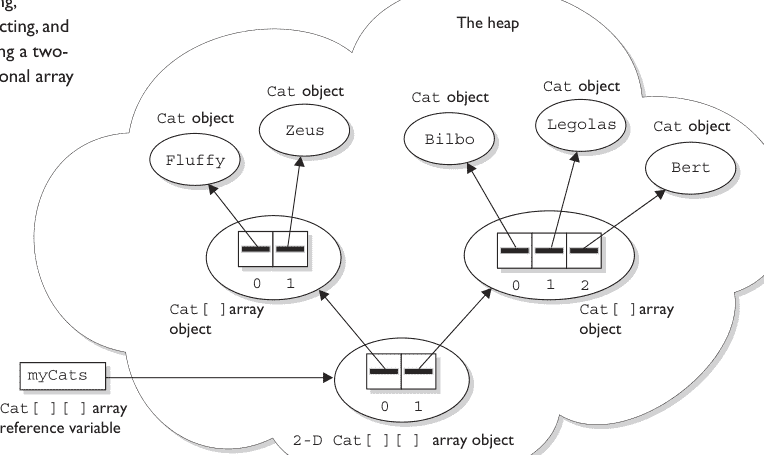 ing,
cting, and
ng a two-
onal array
The heap
Cat object
Fluffy
Cat object
Zeus
Cat object
Bilbo
Cat object
Legolas
Cat object
Bert
0 1
Cat[ ]array
object
0 1 2
Cat[ ]array
object
myCats
Cat[ ][ ] array
reference variable
0 1
2-D Cat[ ][ ] array object